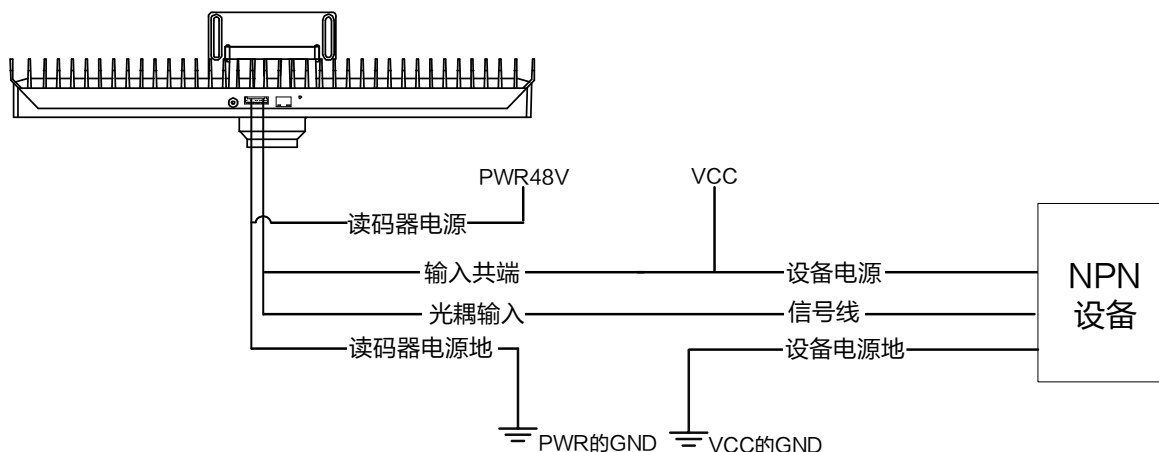 PWR48V
VCC
读码器电源
输入共端
设备电源
光耦输入
信号线
读码器电源地
设备电源地
NPN
设备
PWR的GND
VCC的GND